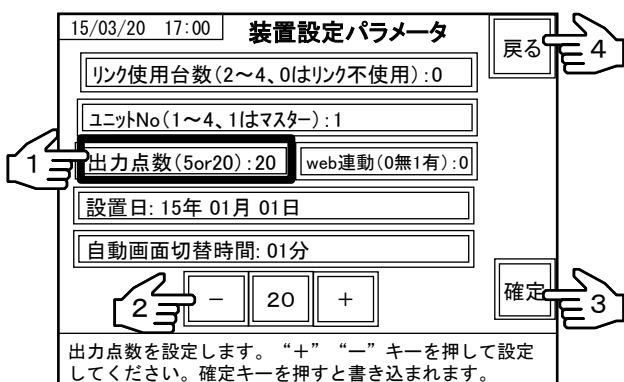 15/03/20 17:00
装置設定パラメータ
戻る
4
リンク使用台数(2~4、0はリンク不使用):0
ユニットNo(1~4、1はマスター):1
1
出力点数(5or20):20
web連動(0無1有):0
設置日: 15年 01月 01日
自動画面切替時間: 01分
2
-
20
+
確定
3
出力点数を設定します。“+”“-”キーを押して設定
してください。確定キーを押すと書き込まれます。